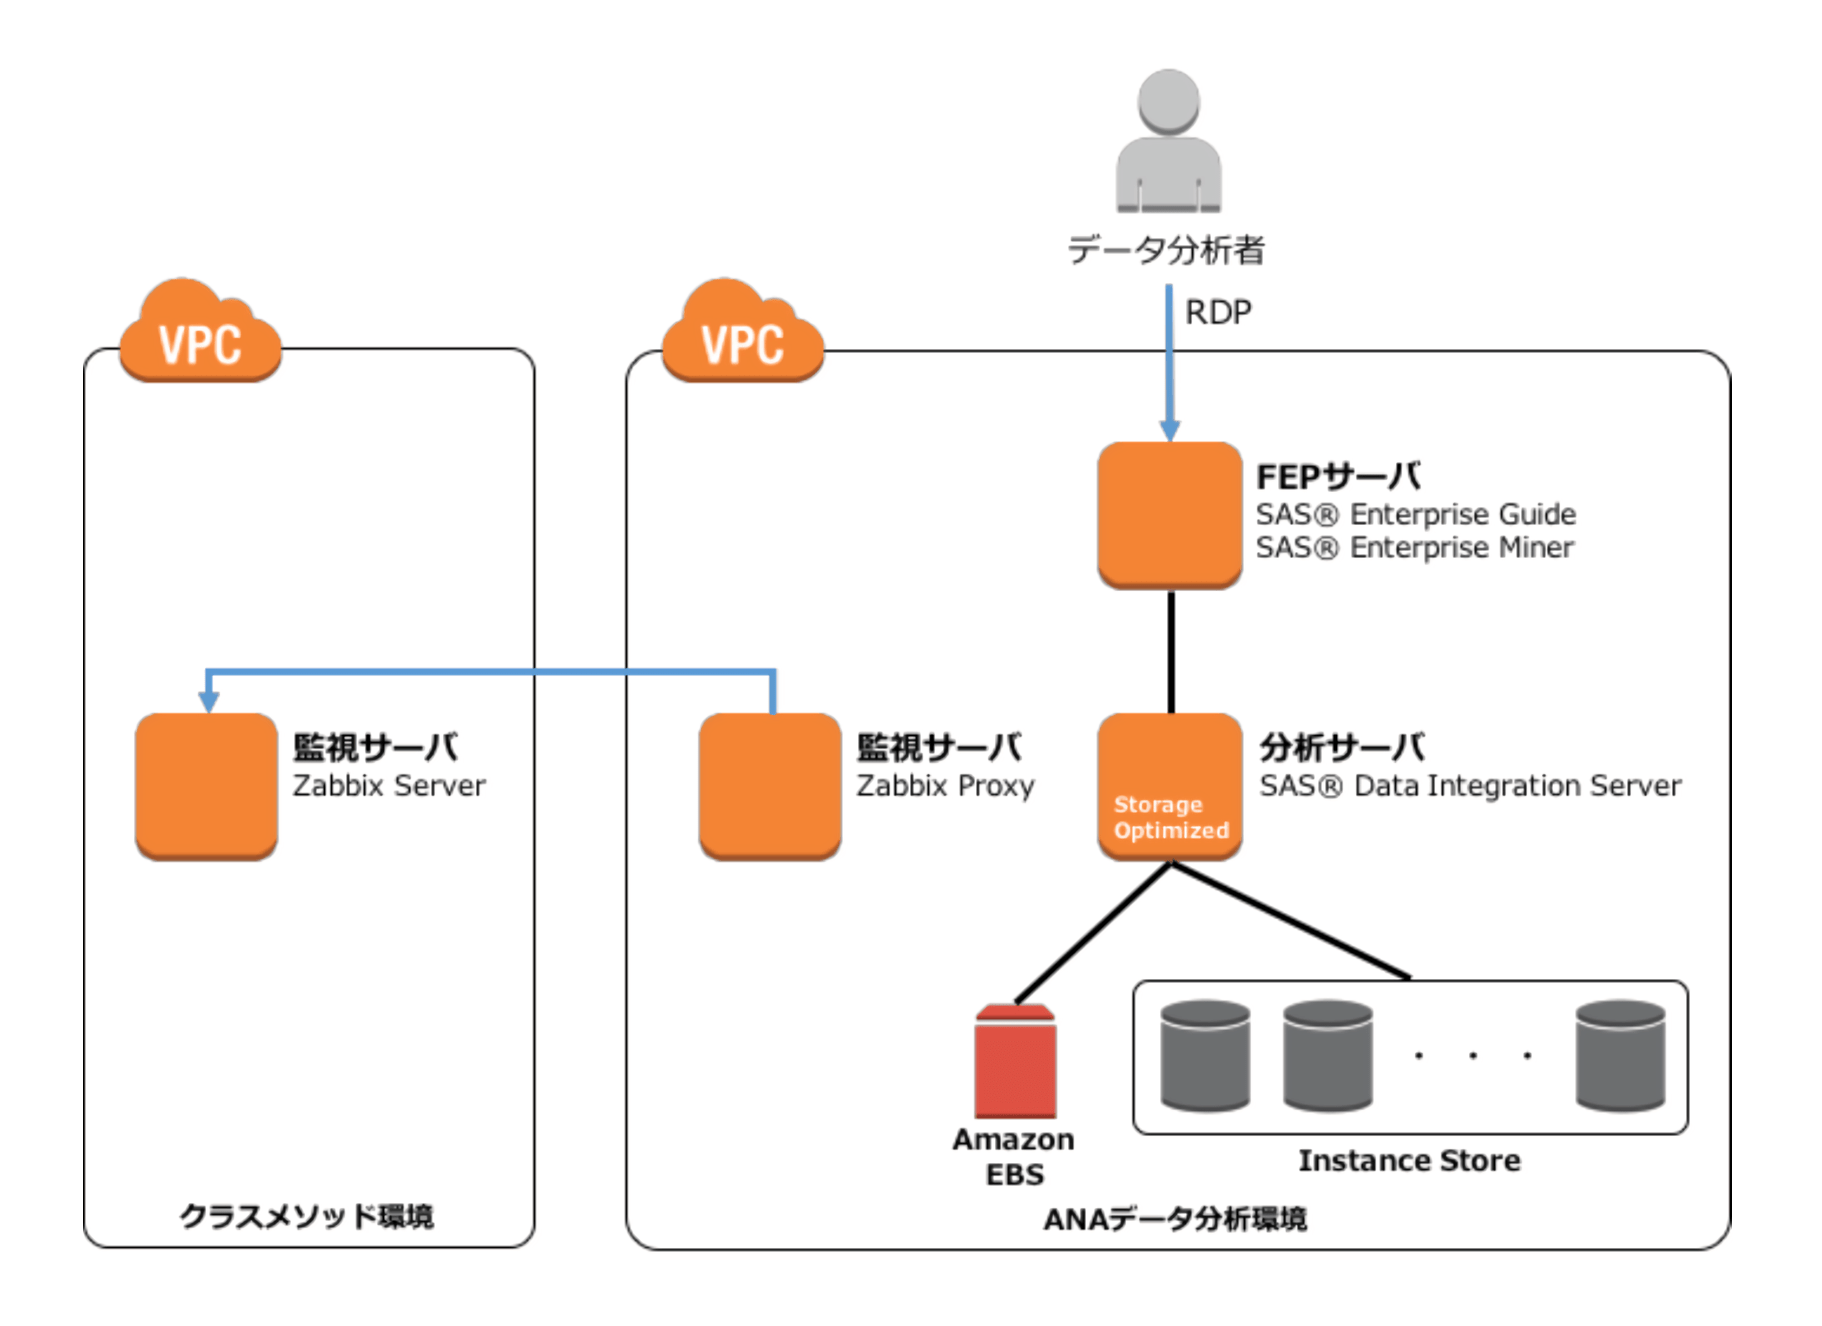 データ分析者
RDP
VPC
VPC
FEPサーバ
SAS® Enterprise Guide
SAS® Enterprise Miner
監視サーバ
Zabbix Server
監視サーバ
Zabbix Proxy
Storage
Optimized
分析サーバ
SAS® Data Integration Server
Amazon
EBS
・ ・ ・
Instance Store
クラスメソッド環境
ANAデータ分析環境